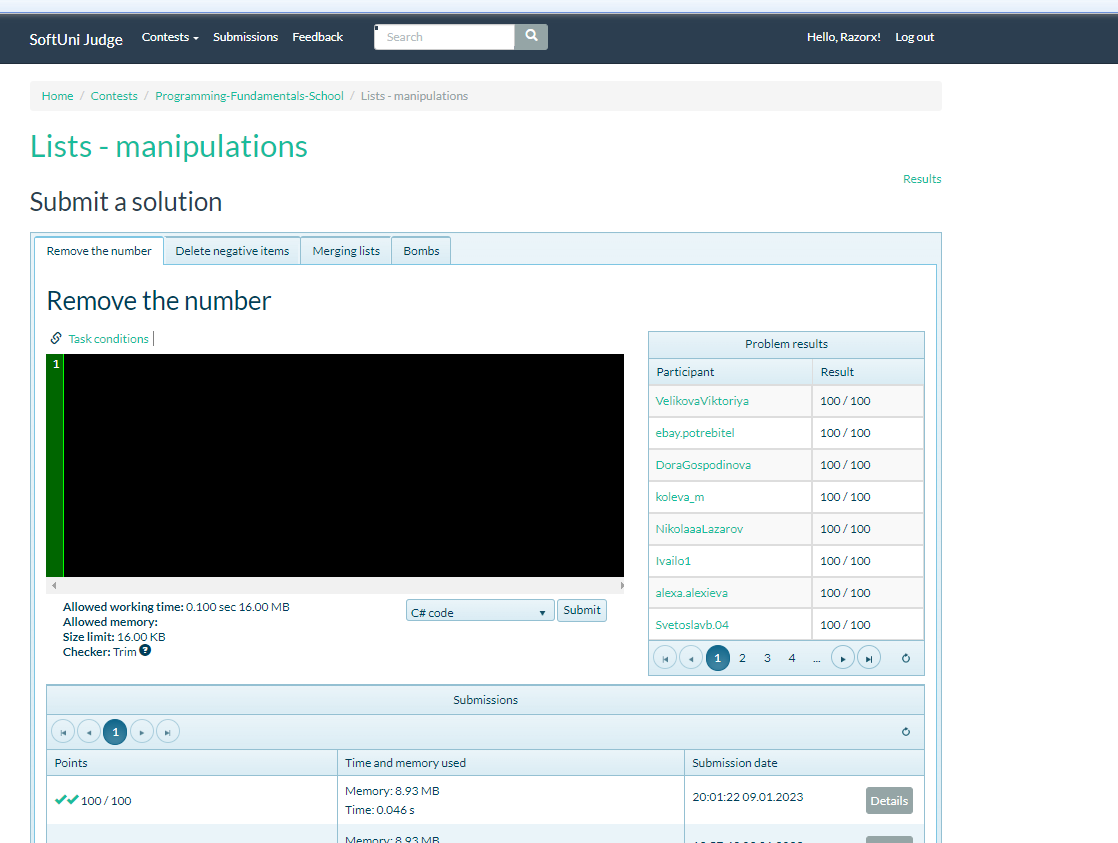 SoftUni Judge Contests Submissions Feedback Search Hello, Razorx! Log out
Home / Contests / Programming-Fundamentals-School / Lists - manipulations
Lists - manipulations
Results
Submit a solution
Remove the number Delete negative items Merging lists Bombs
Remove the number
Task conditions
1
Allowed working time: 0.100 sec 16.00 MB
Allowed memory:
Size limit: 16.00 KB
Checker: Trim ?
C# code Submit
Problem results
Participant Result
VelikovaViktoriya 100 / 100
ebay.potrebitel 100 / 100
DoraGospodinova 100 / 100
koleva_m 100 / 100
NikolaaaLazarov 100 / 100
Ivailo1 100 / 100
alexa.alexieva 100 / 100
Svetoslavb.04 100 / 100
1 2 3 4 ...
Submissions
1
Points Time and memory used Submission date
100 / 100 Memory: 8.93 MB 20:01:22 09.01.2023 Details
Time: 0.046 s
Memory: 8.93 MB